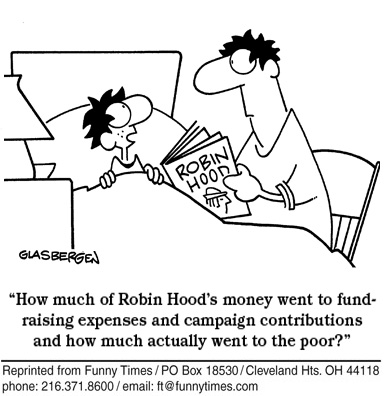 ROBIN
HOOD
GLASBERGEN
“How much of Robin Hood’s money went to fund-
raising expenses and campaign contributions
and how much actually went to the poor?”
Reprinted from Funny Times / PO Box 18530 / Cleveland Hts. OH 44118
phone: 216.371.8600 / email: ft@funnytimes.com